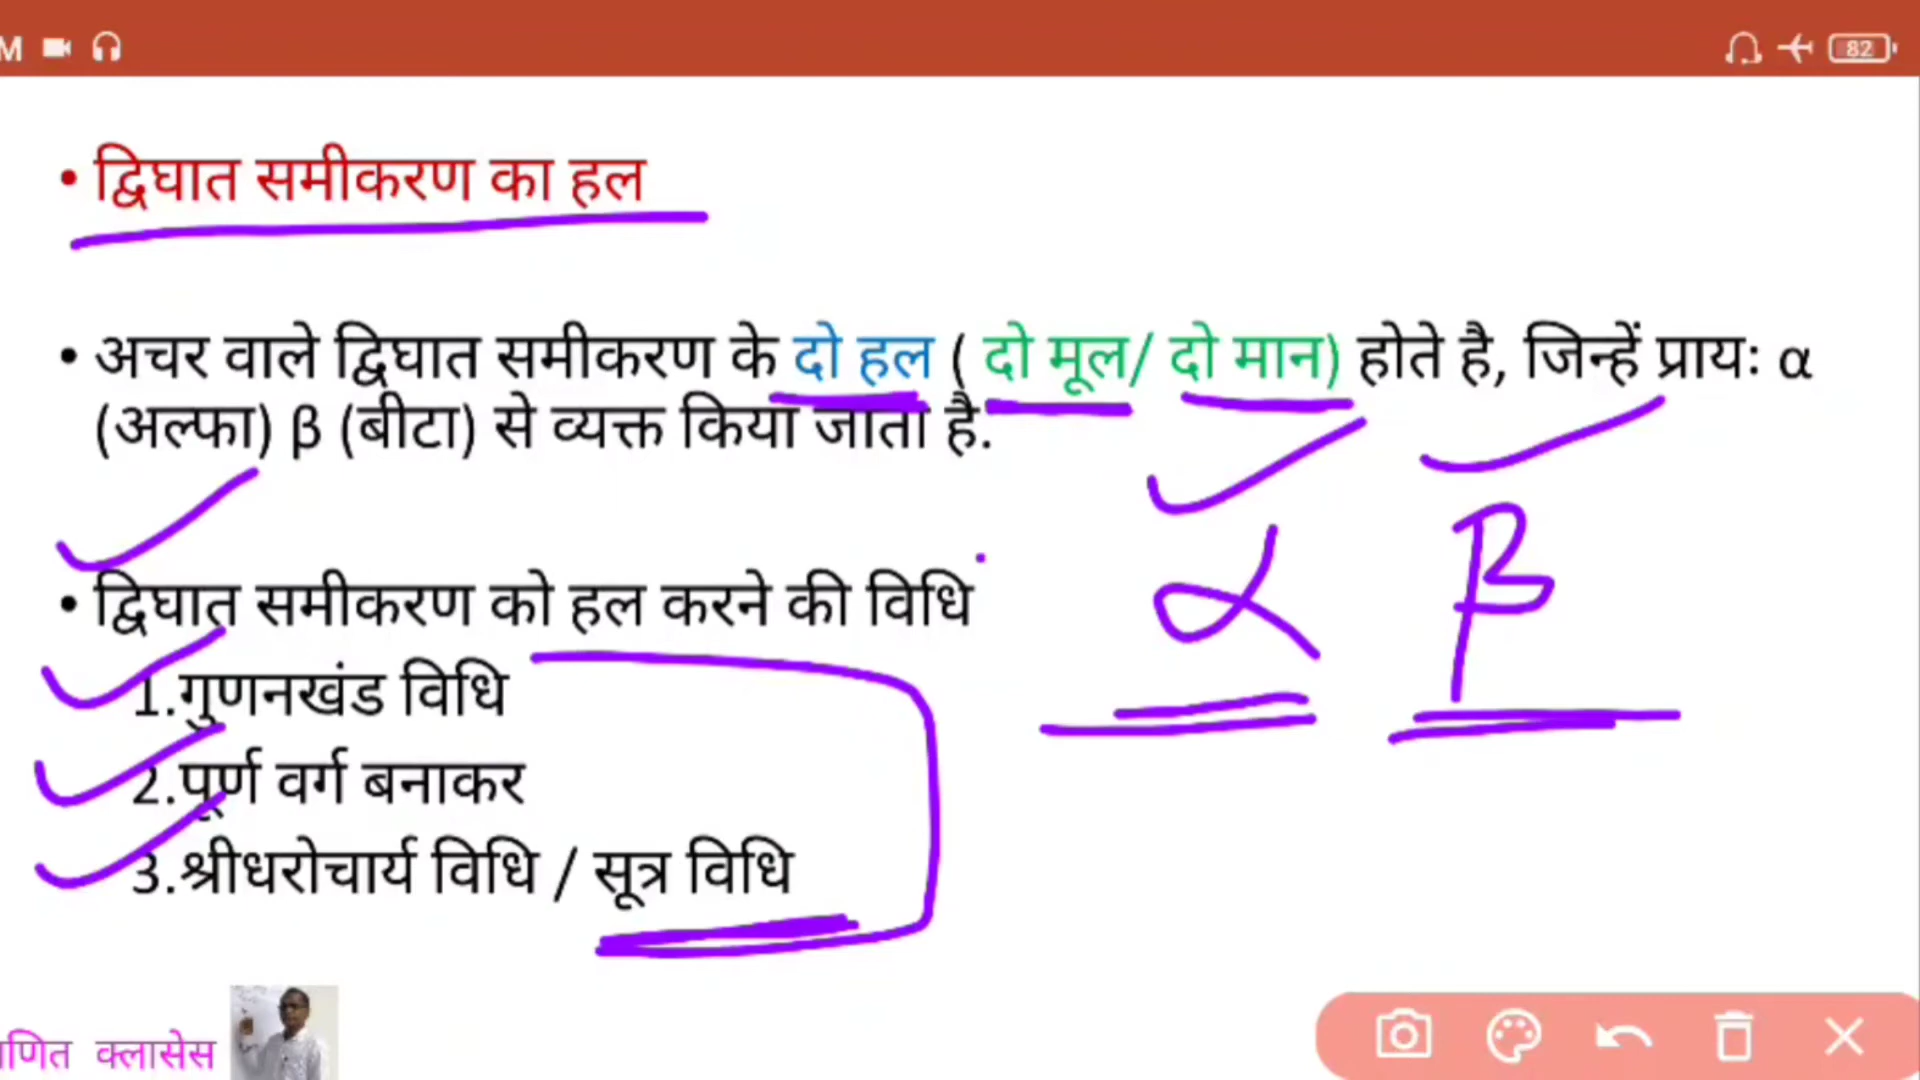 M
82
• द्विघात समीकरण का हल
• अचर वाले द्विघात समीकरण के दो हल ( दो मूल/ दो मान) होते है, जिन्हें प्रायः α
(अल्फा) β (बीटा) से व्यक्त किया जाता है.
α β
• द्विघात समीकरण को हल करने की विधि
1.गुणनखंड विधि
2.पूर्ण वर्ग बनाकर
3.श्रीधरोचार्य विधि / सूत्र विधि
क्लासेस